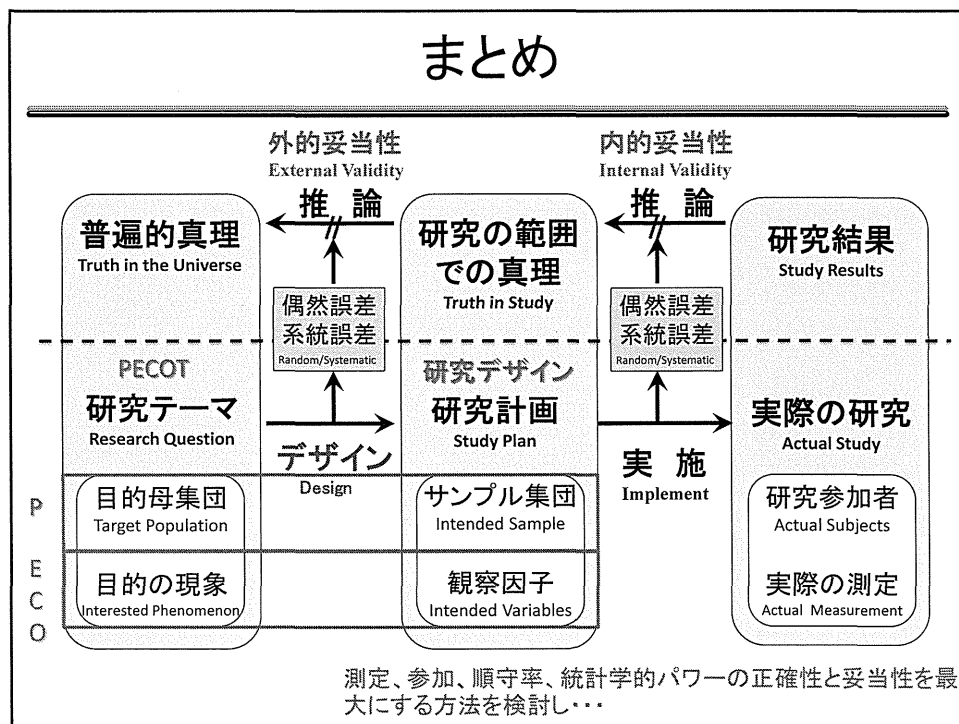 まとめ
外的妥当性
External Validity
推 論
内的妥当性
Internal Validity
推 論
普遍的真理
Truth in the Universe
偶然誤差
系統誤差
Random/Systematic
研究の範囲
での真理
Truth in Study
偶然誤差
系統誤差
Random/Systematic
研究結果
Study Results
PECOT
研究テーマ
Research Question
デザイン
Design
研究デザイン
研究計画
Study Plan
実 施
Implement
実際の研究
Actual Study
P
目的母集団
Target Population
サンプル集団
Intended Sample
研究参加者
Actual Subjects
E
C
O
目的の現象
Interested Phenomenon
観察因子
Intended Variables
実際の測定
Actual Measurement
測定、参加、順守率、統計学的パワーの正確性と妥当性を最
大にする方法を検討し・・・